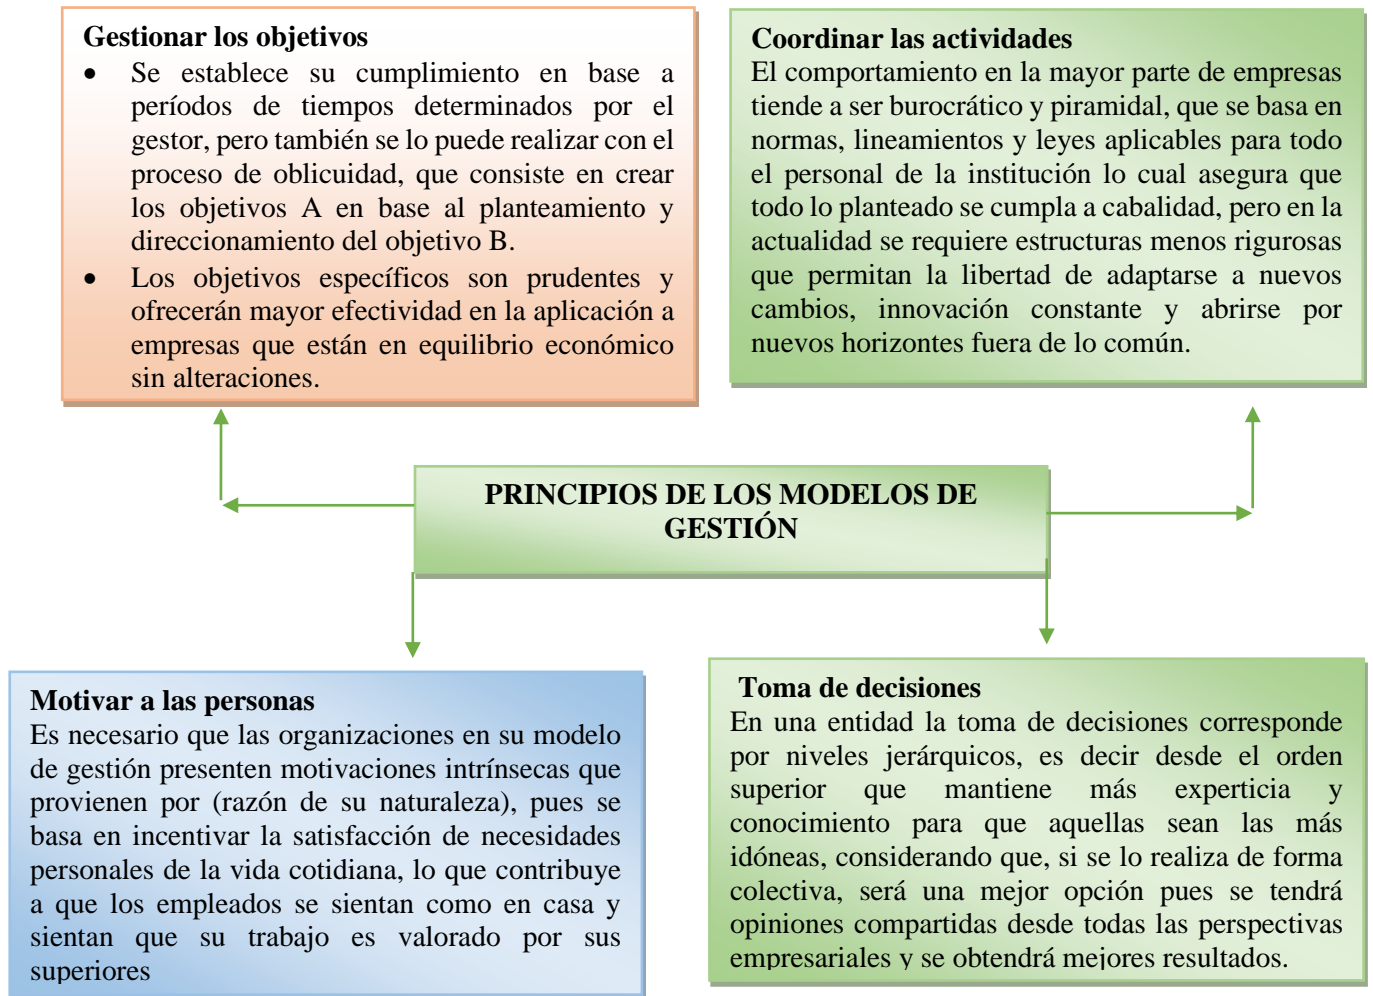 Gestionar los objetivos
• Se establece su cumplimiento en base a
períodos de tiempos determinados por el
gestor, pero también se lo puede realizar con el
proceso de oblicuidad, que consiste en crear
los objetivos A en base al planteamiento y
direccionamiento del objetivo B.
• Los objetivos específicos son prudentes y
ofrecerán mayor efectividad en la aplicación a
empresas que están en equilibrio económico
sin alteraciones.
Coordinar las actividades
El comportamiento en la mayor parte de empresas
tiende a ser burocrático y piramidal, que se basa en
normas, lineamientos y leyes aplicables para todo
el personal de la institución lo cual asegura que
todo lo planteado se cumpla a cabalidad, pero en la
actualidad se requiere estructuras menos rigurosas
que permitan la libertad de adaptarse a nuevos
cambios, innovación constante y abrirse por
nuevos horizontes fuera de lo común.
PRINCIPIOS DE LOS MODELOS DE
GESTIÓN
Motivar a las personas
Es necesario que las organizaciones en su modelo
de gestión presenten motivaciones intrínsecas que
provienen por (razón de su naturaleza), pues se
basa en incentivar la satisfacción de necesidades
personales de la vida cotidiana, lo que contribuye
a que los empleados se sientan como en casa y
sientan que su trabajo es valorado por sus
superiores
Toma de decisiones
En una entidad la toma de decisiones corresponde
por niveles jerárquicos, es decir desde el orden
superior que mantiene más experticia y
conocimiento para que aquellas sean las más
idóneas, considerando que, si se lo realiza de forma
colectiva, será una mejor opción pues se tendrá
opiniones compartidas desde todas las perspectivas
empresariales y se obtendrá mejores resultados.